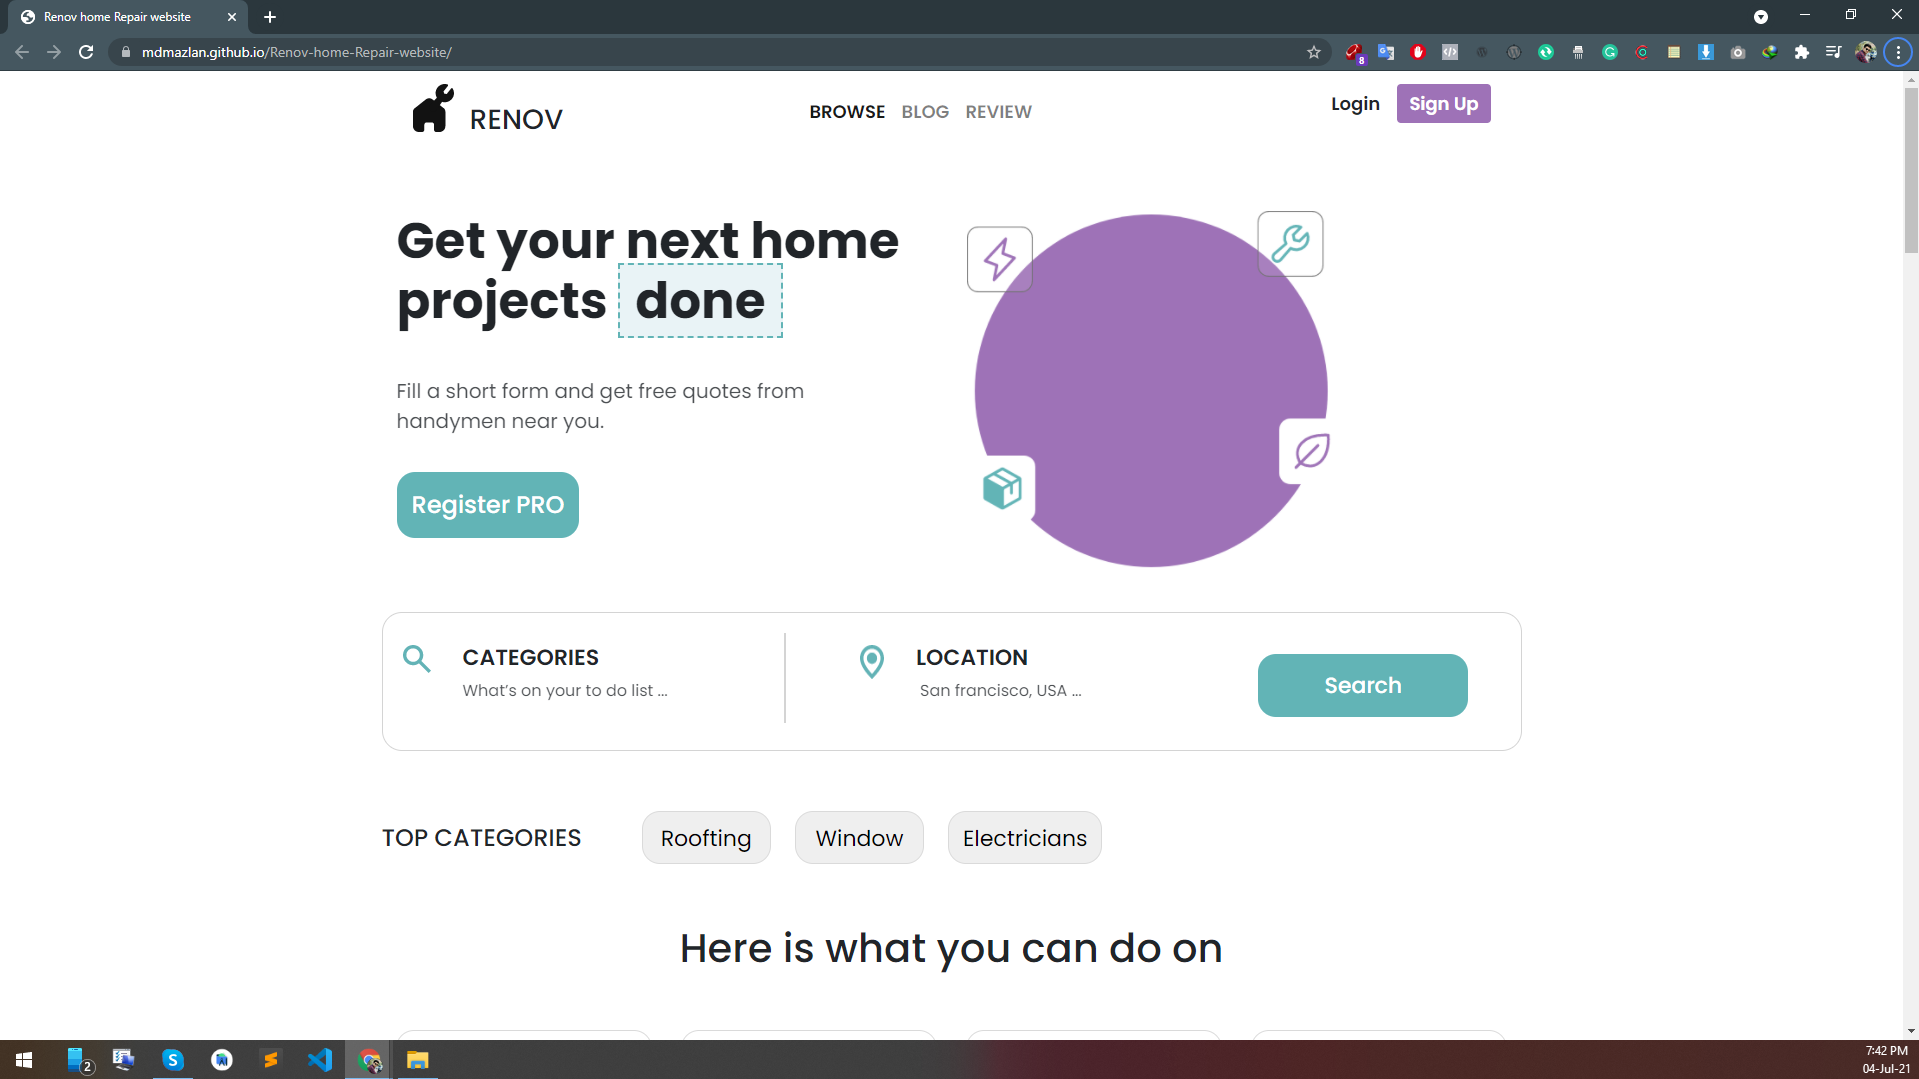 Renov home Repair website
mdmazlan.github.io/Renov-home-Repair-website/
8
RENOV
BROWSE BLOG REVIEW
Login Sign Up
Get your next home
projects done
Fill a short form and get free quotes from
handymen near you.
Register PRO
CATEGORIES
What's on your to do list ...
LOCATION
San francisco, USA ...
Search
TOP CATEGORIES Roofting Window Electricians
Here is what you can do on
2
7:42 PM
04-Jul-21